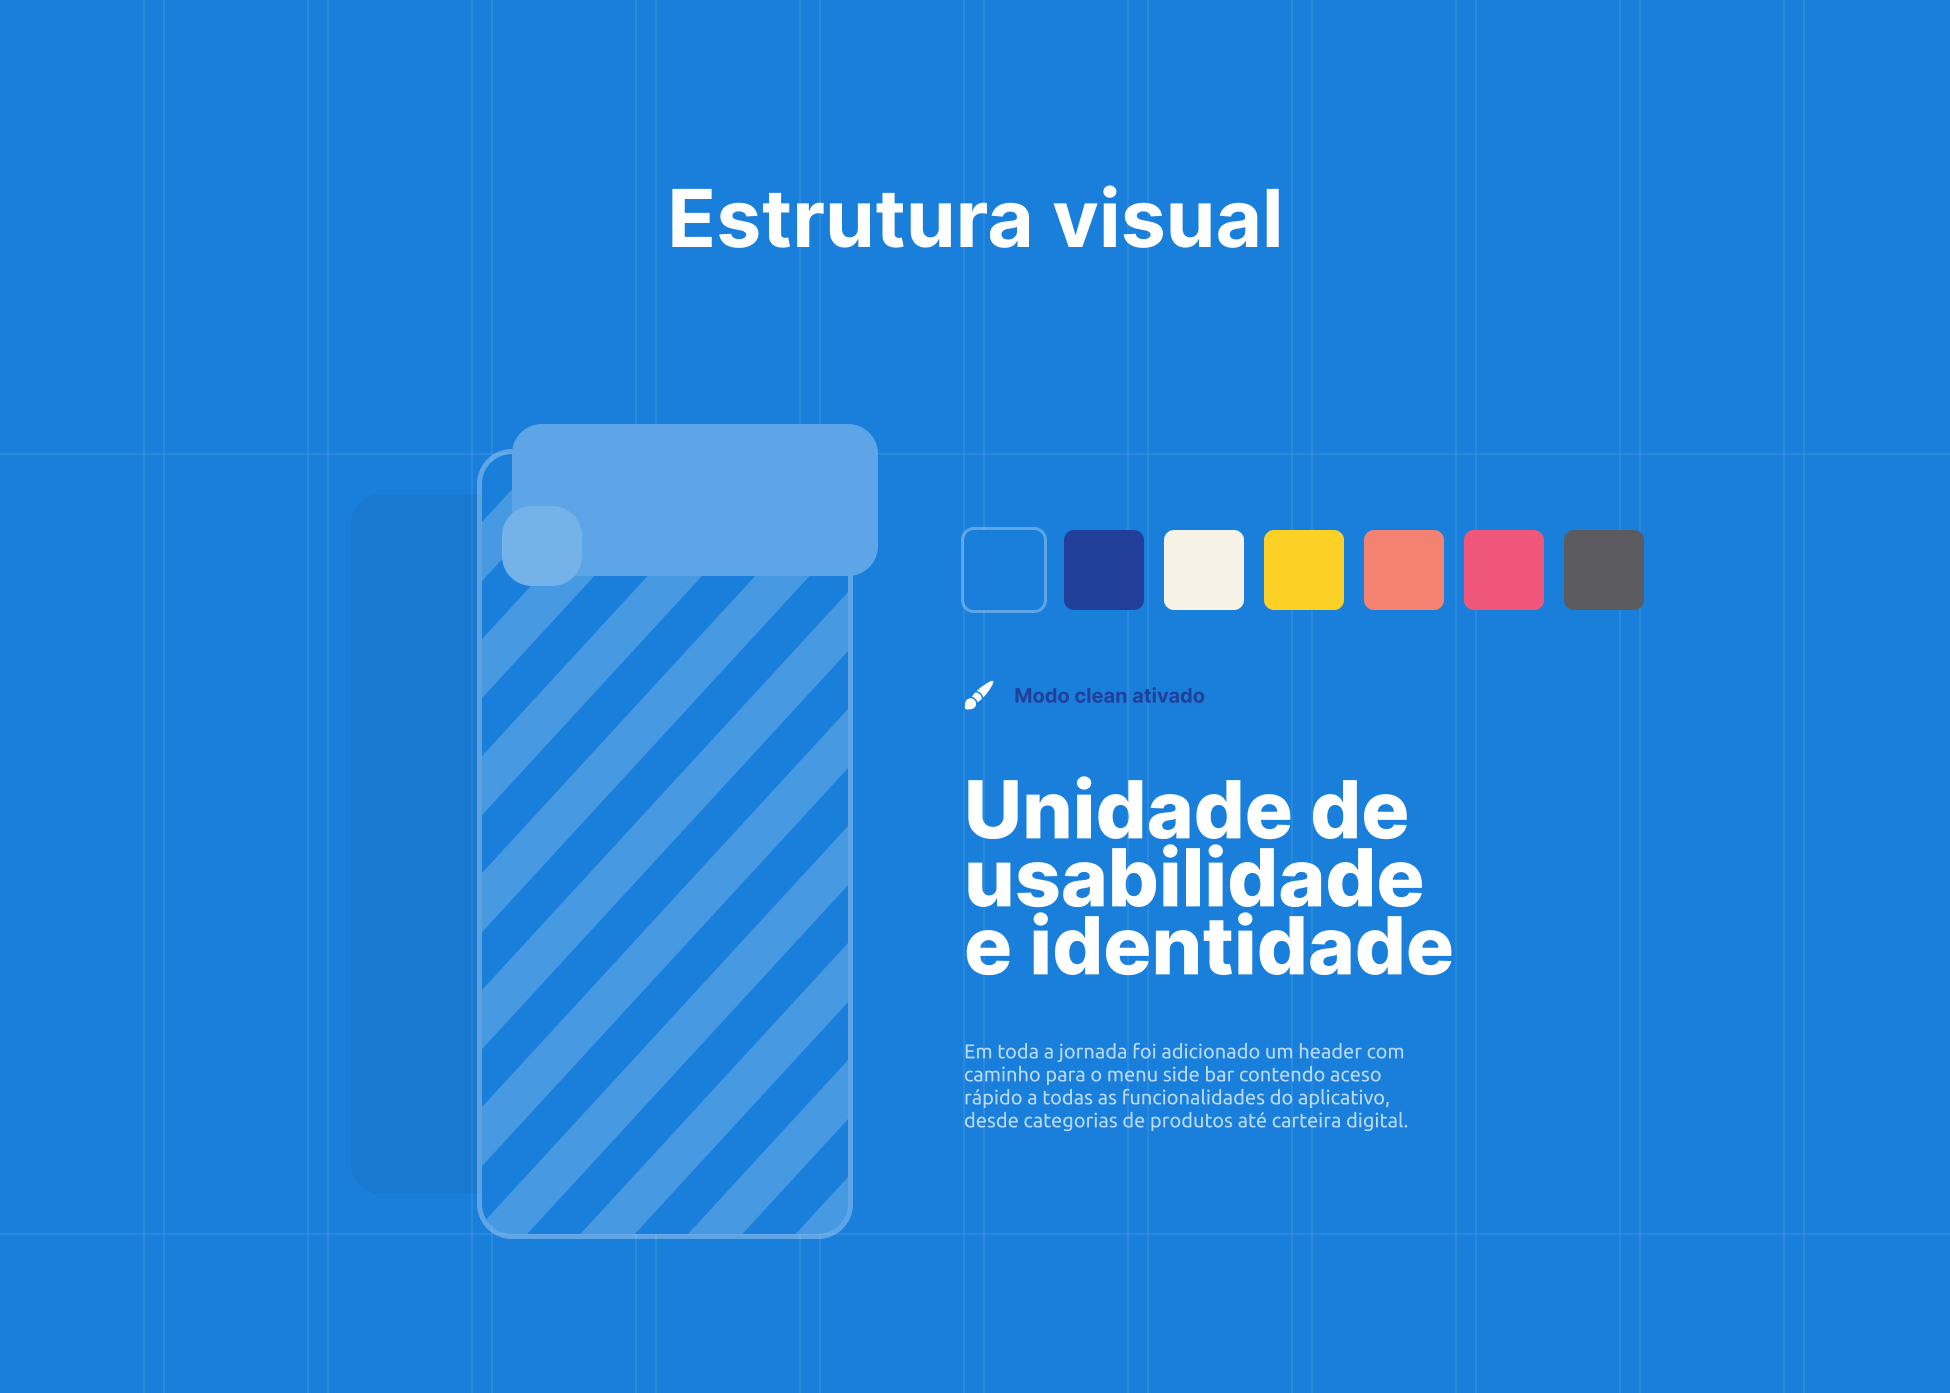 Estrutura visual
Modo clean ativado
Unidade de
usabilidade
e identidade
Em toda a jornada foi adicionado um header com
caminho para o menu side bar contendo aceso
rápido a todas as funcionalidades do aplicativo,
desde categorias de produtos até carteira digital.